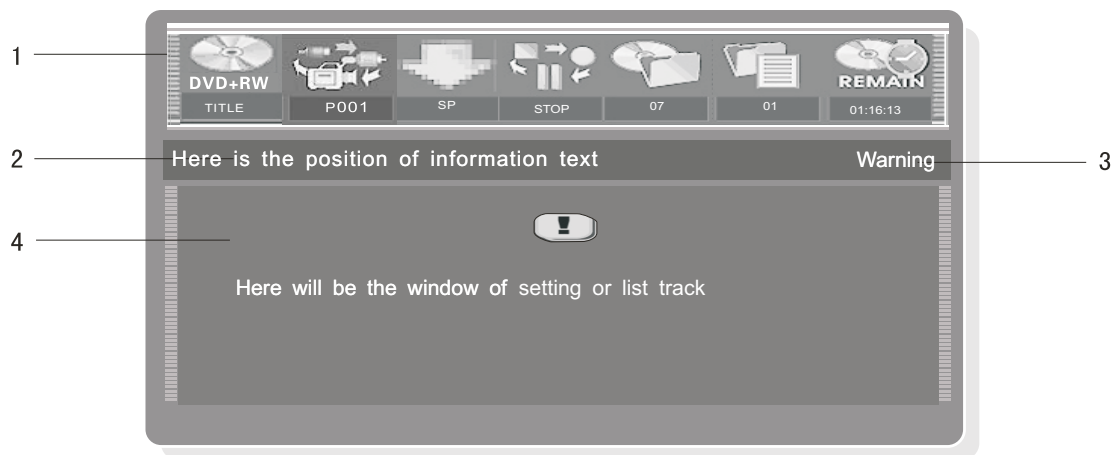 1
DVD+RW REMAIN
TITLE P001 SP STOP 07 01 01:16:13
2 Here is the position of information text Warning 3
4
Here will be the window of setting or list track